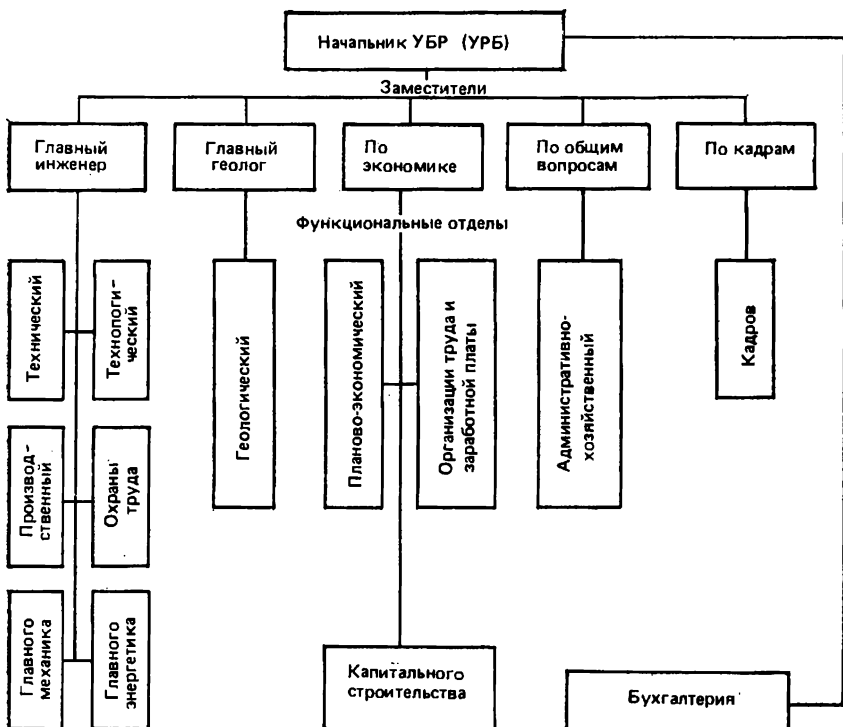 Начапьник УБР (УРБ)
Заместители
Главный
инженер
Главный
геолог
По
экономике
По общим
вопросам
По кадрам
Функциональные отделы
Технический
Технопоги-
ческий
Геологический
Планово-экономический
Организации труда и
заработной платы
Административно-
хозяйственный
Кадров
Производ-
ственный
Охраны
труда
Главного
механика
Главного
энергетика
Капитального
строительства
Бухгалтерия